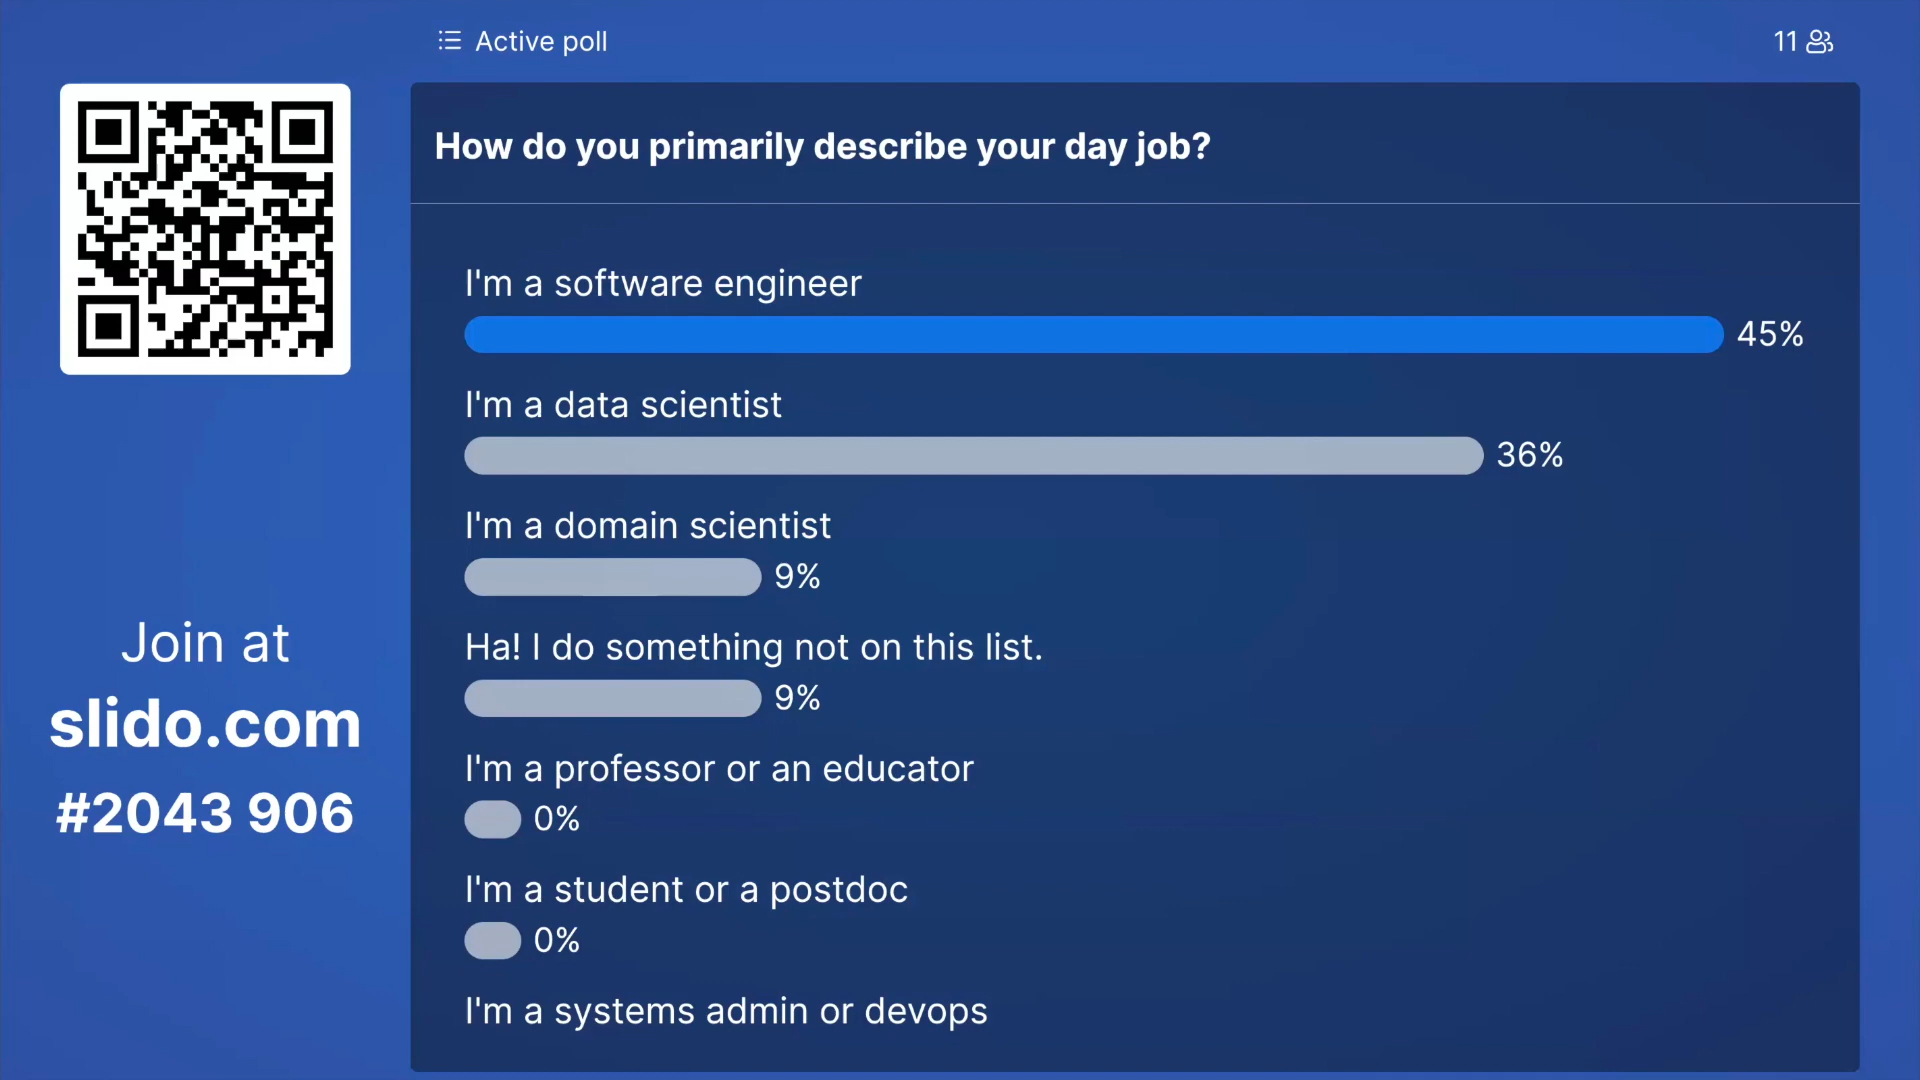 Active poll
11
How do you primarily describe your day job?
I'm a software engineer
45%
I'm a data scientist
36%
I'm a domain scientist
9%
Ha! I do something not on this list.
9%
I'm a professor or an educator
0%
I'm a student or a postdoc
0%
I'm a systems admin or devops
Join at
slido.com
#2043 906